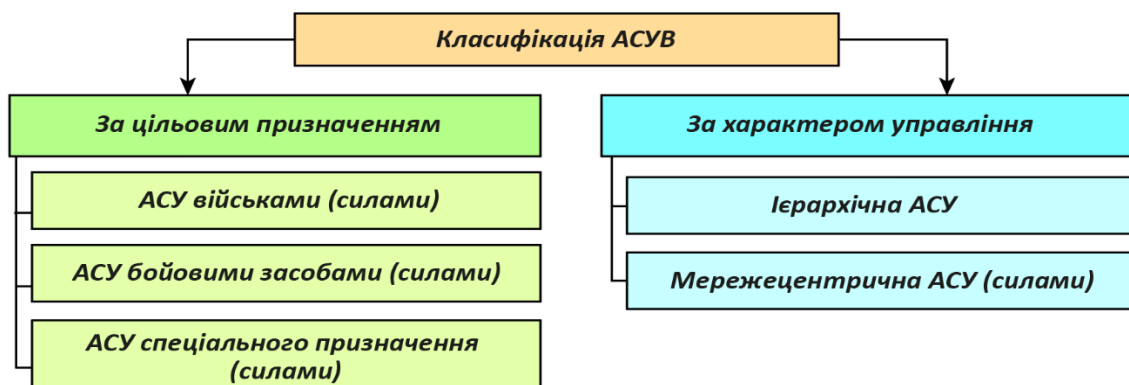 Класифікація АСУВ
За цільовим призначенням
АСУ військами (силами)
АСУ бойовими засобами (силами)
АСУ спеціального призначення
(силами)
За характером управління
Ієрархічна АСУ
Мережецентрична АСУ (силами)